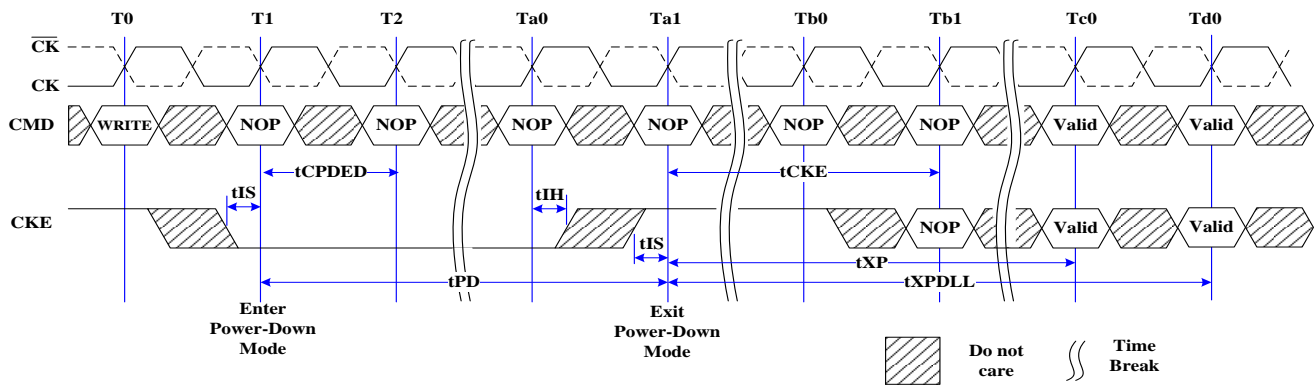 T0 T1 T2 Ta0 Ta1 Tb0 Tb1 Tc0 Td0
CK
CK
CMD WRITE NOP NOP NOP NOP NOP NOP Valid Valid
tCPDED tCKE
tIS tIH
CKE NOP Valid Valid
tIS
tXP
tPD tXPDLL
Enter
Power-Down
Mode
Exit
Power-Down
Mode
Do not
care
Time
Break